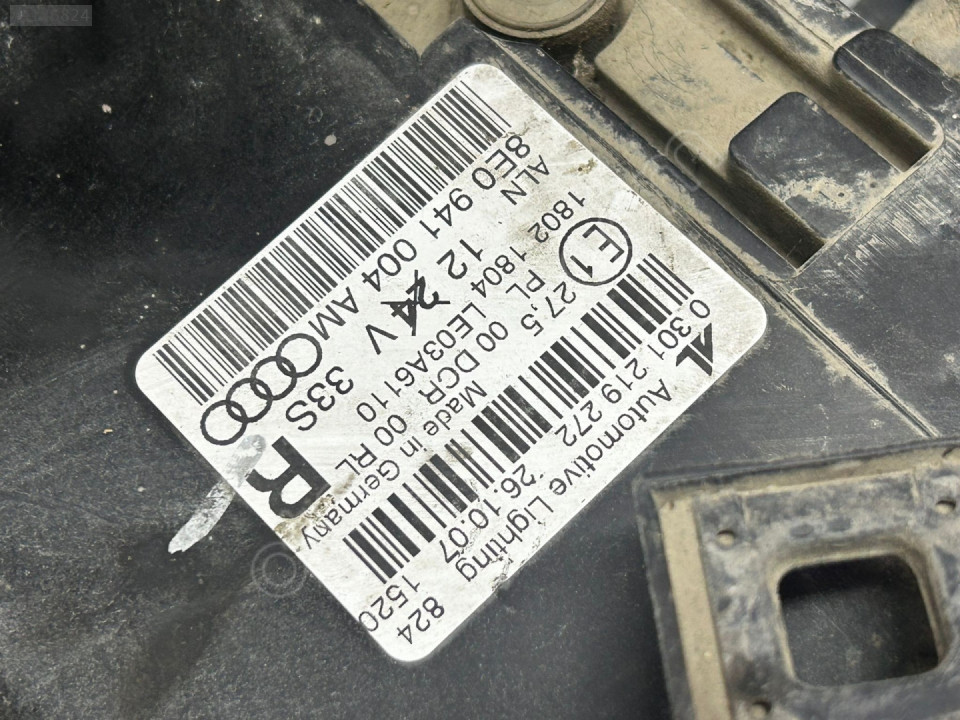 8E0 941 004 AM
ALN 12 24 V 33S R
1802 1804 LE03A6110
E1 PL 00 DCR 00 RL
27,5 Made in Germany
0 301 219 272 26.10.07 1520
AL Automotive Lighting 824